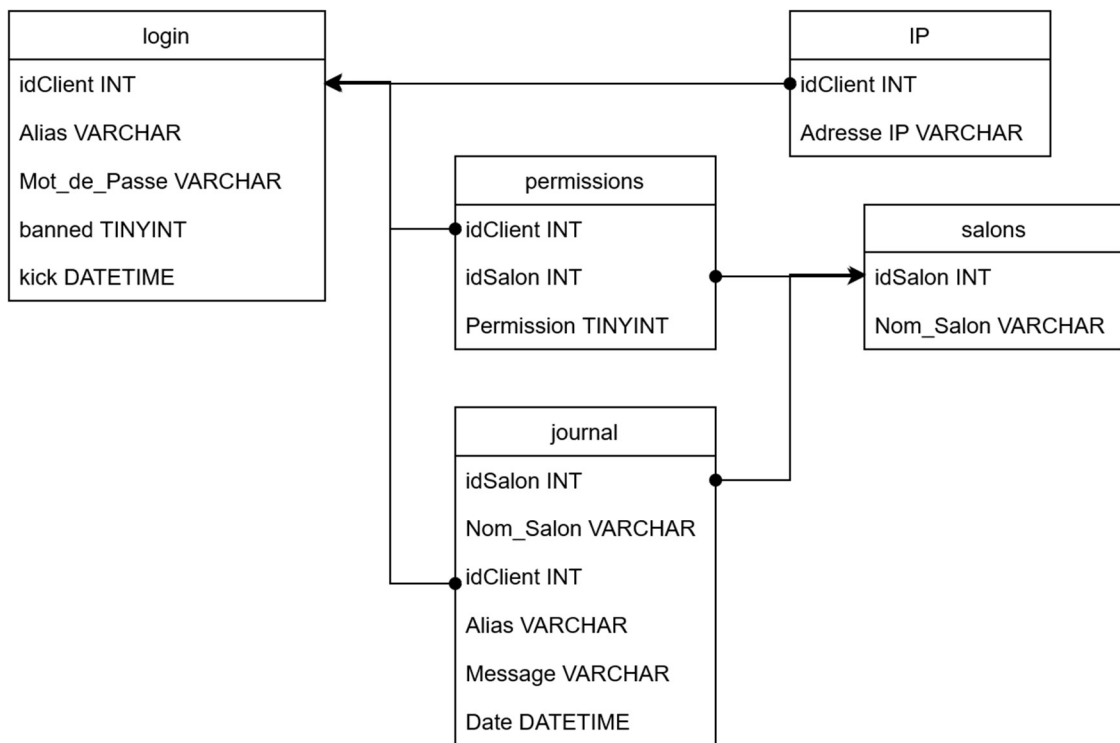 login
idClient INT
Alias VARCHAR
Mot_de_Passe VARCHAR
banned TINYINT
kick DATETIME
IP
idClient INT
Adresse IP VARCHAR
permissions
idClient INT
idSalon INT
Permission TINYINT
salons
idSalon INT
Nom_Salon VARCHAR
journal
idSalon INT
Nom_Salon VARCHAR
idClient INT
Alias VARCHAR
Message VARCHAR
Date DATETIME